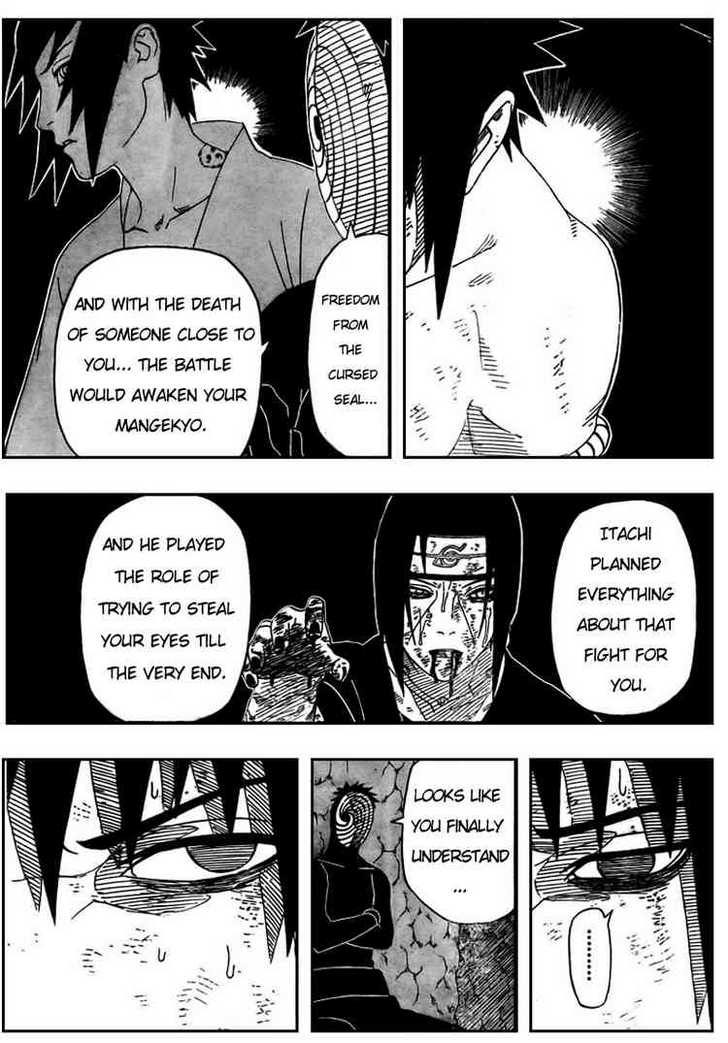 FREEDOM
FROM
THE
CURSED
SEAL...
AND WITH THE DEATH
OF SOMEONE CLOSE TO
YOU... THE BATTLE
WOULD AWAKEN YOUR
MANGEKYO.
ITACHI
PLANNED
EVERYTHING
ABOUT THAT
FIGHT FOR
YOU.
AND HE PLAYED
THE ROLE OF
TRYING TO STEAL
YOUR EYES TILL
THE VERY END.
.......
LOOKS LIKE
YOU FINALLY
UNDERSTAND
...